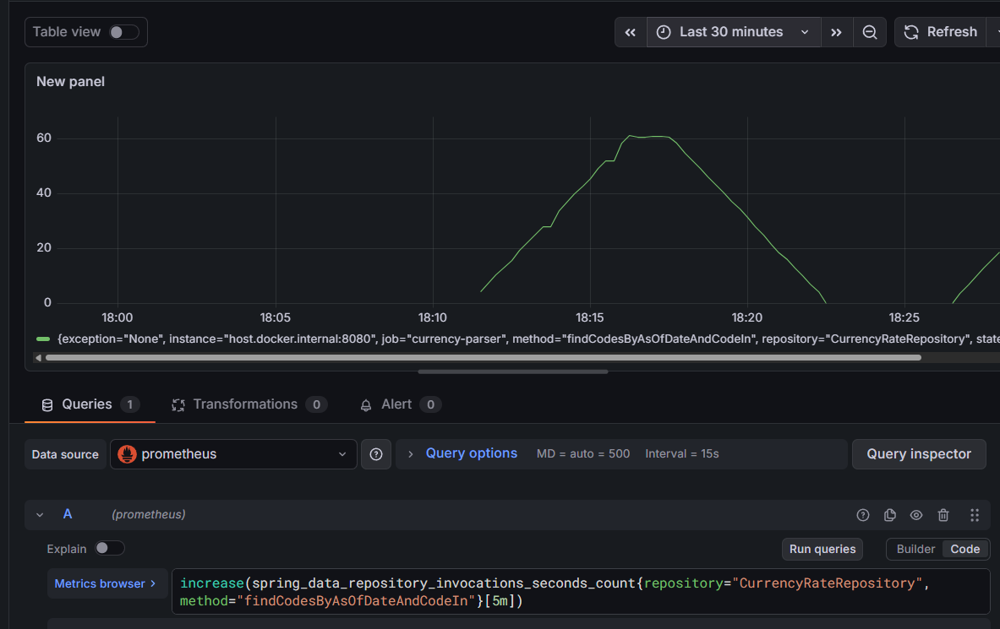 Table view
Last 30 minutes
Refresh
New panel
60
40
20
0
18:00 18:05 18:10 18:15 18:20 18:25
{exception="None", instance="host.docker.internal:8080", job="currency-parser", method="findCodesByAsOfDateAndCodeIn", repository="CurrencyRateRepository", state
Queries 1 Transformations 0 Alert 0
Data source prometheus Query options MD = auto = 500 Interval = 15s Query inspector
A (prometheus)
Explain Run queries Builder Code
Metrics browser > increase(spring_data_repository_invocations_seconds_count{repository="CurrencyRateRepository",
method="findCodesByAsOfDateAndCodeIn"}[5m])